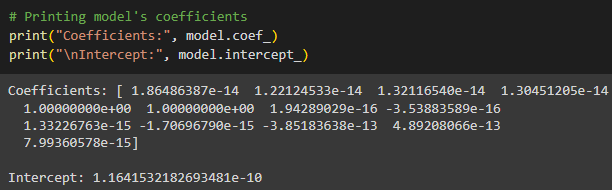 # Printing model's coefficients
print("Coefficients:", model.coef_)
print("\nIntercept:", model.intercept_)
Coefficients: [ 1.86486387e-14 1.22124533e-14 1.32116540e-14 1.30451205e-14
1.00000000e+00 1.00000000e+00 1.94289029e-16 -3.53883589e-16
1.33226763e-15 -1.70696790e-15 -3.85183638e-13 4.89208066e-13
7.99360578e-15]
Intercept: 1.1641532182693481e-10